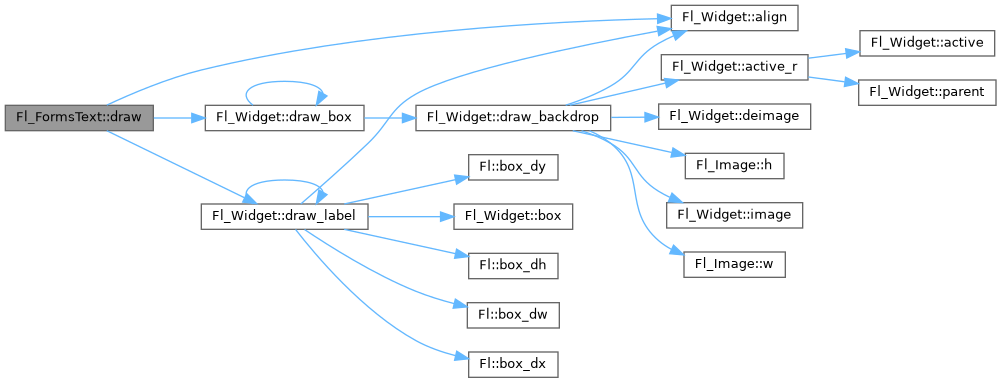 Fl_FormsText::draw
Fl_Widget::draw_box
Fl_Widget::draw_label
Fl_Widget::draw_backdrop
Fl::box_dy
Fl_Widget::box
Fl::box_dh
Fl::box_dw
Fl::box_dx
Fl_Widget::align
Fl_Widget::active_r
Fl_Widget::deimage
Fl_Image::h
Fl_Widget::image
Fl_Image::w
Fl_Widget::active
Fl_Widget::parent